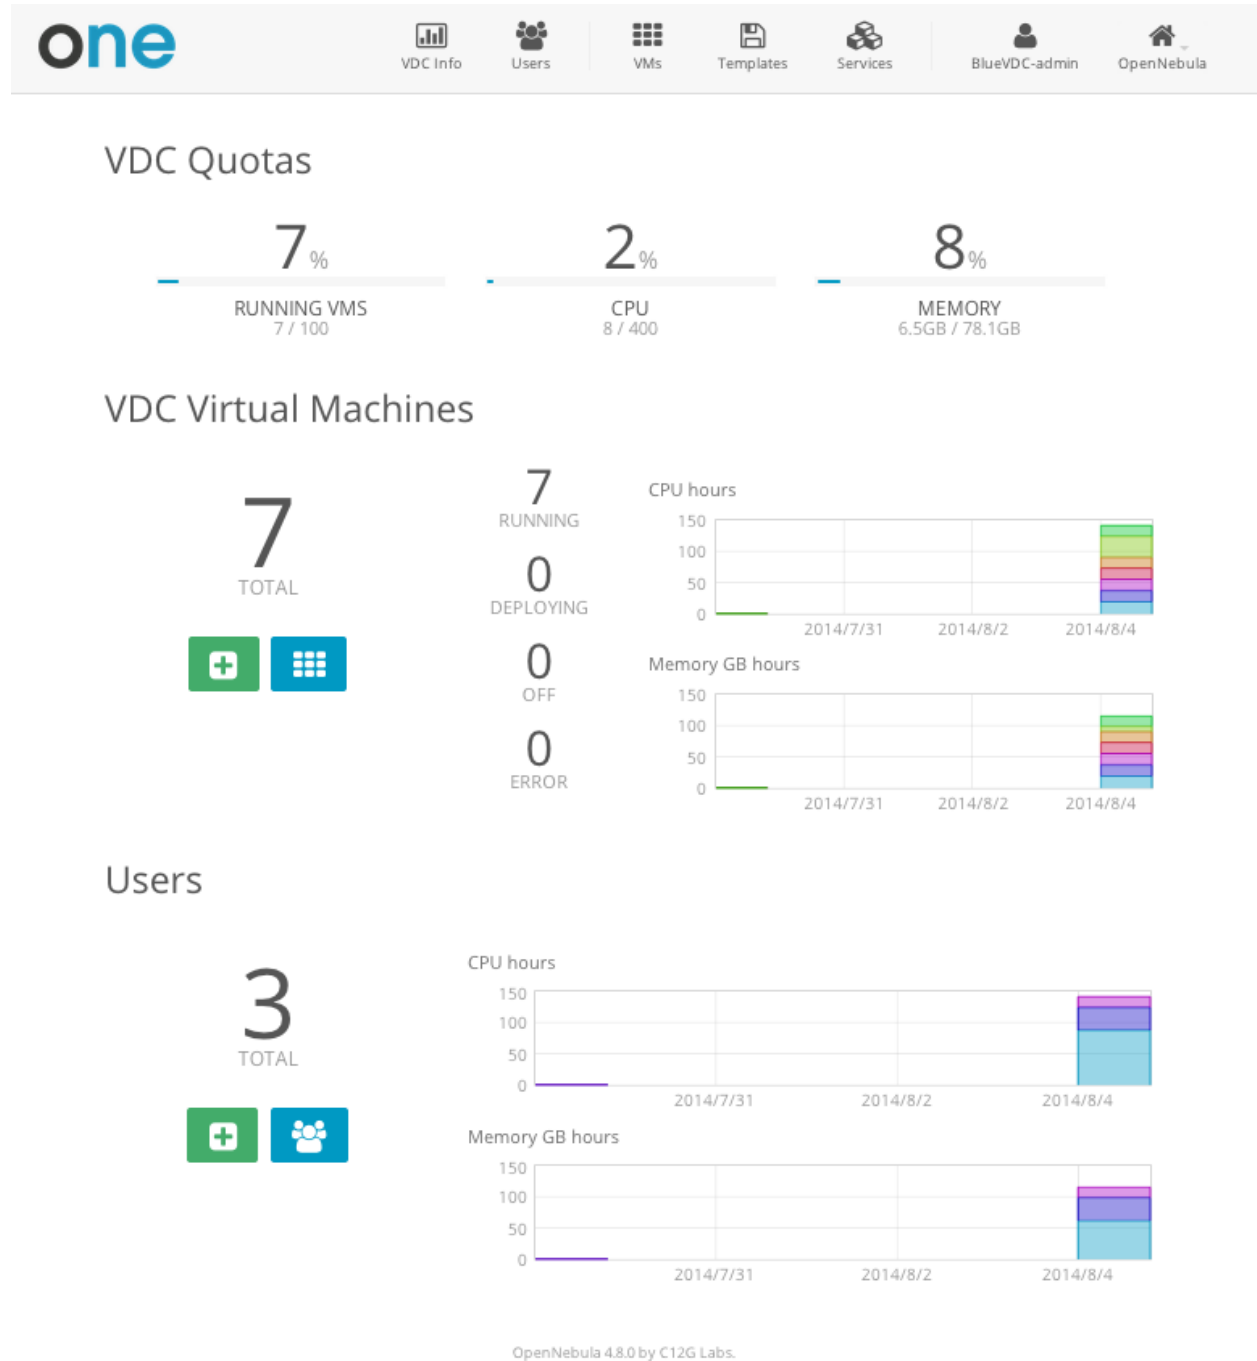 one
VDC Info Users VMs Templates Services BlueVDC-admin OpenNebula
VDC Quotas
7% 2% 8%
RUNNING VMS CPU MEMORY
7 / 100 8 / 400 6.5GB / 78.1GB
VDC Virtual Machines
7
TOTAL
7
RUNNING
0
DEPLOYING
0
OFF
0
ERROR
CPU hours
150
100
50
0
2014/7/31 2014/8/2 2014/8/4
Memory GB hours
150
100
50
0
2014/7/31 2014/8/2 2014/8/4
Users
3
TOTAL
CPU hours
150
100
50
0
2014/7/31 2014/8/2 2014/8/4
Memory GB hours
150
100
50
0
2014/7/31 2014/8/2 2014/8/4
OpenNebula 4.8.0 by C12G Labs.